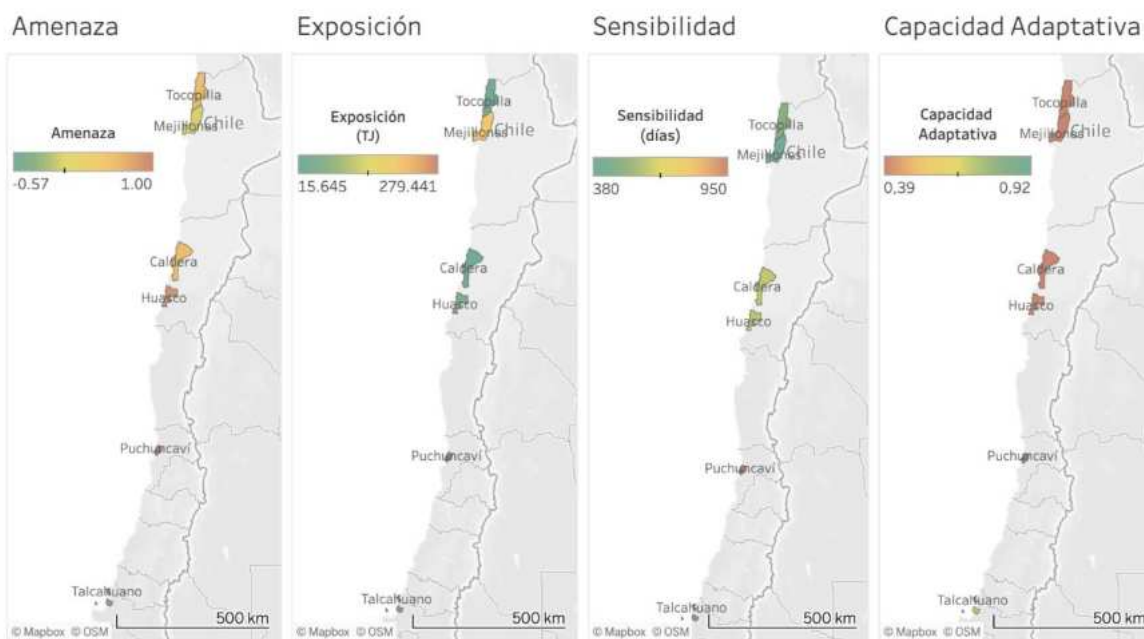 Amenaza
Exposición
Sensibilidad
Capacidad Adaptativa
Tocopilla
Mejillones
Chile
Amenaza
-0.57 1.00
Caldera
Huasco
Puchuncaví
Talcahuano
500 km
© Mapbox © OSM
Tocopilla
Mejillones
Chile
Exposición
(TJ)
15.645 279.441
Caldera
Huasco
Puchuncaví
Talcahuano
500 km
© Mapbox © OSM
Tocopilla
Mejillones
Chile
Sensibilidad
(días)
380 950
Caldera
Huasco
Puchuncaví
Talcahuano
500 km
© Mapbox © OSM
Tocopilla
Mejillones
Chile
Capacidad
Adaptativa
0,39 0,92
Caldera
Huasco
Puchuncaví
Talcahuano
500 km
© Mapbox © OSM